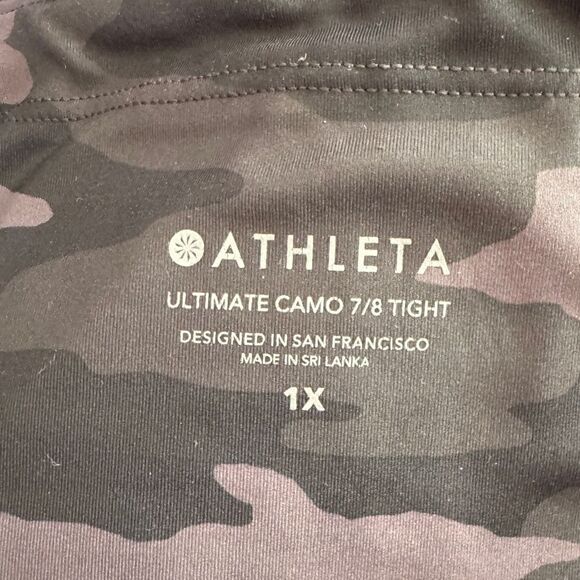 ATHLETA
ULTIMATE CAMO 7/8 TIGHT
DESIGNED IN SAN FRANCISCO
MADE IN SRI LANKA
1X